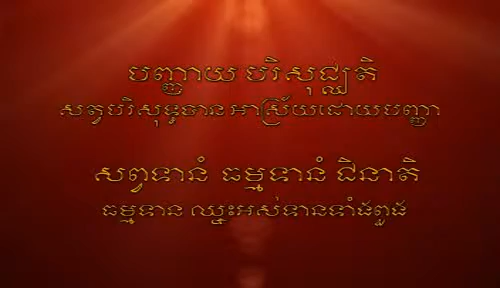 បញ្ញាយ បរិសុជ្ឈតិ
សត្វបរិសុទ្ធបាន អាស្រ័យដោយបញ្ញា
សព្វទានំ ធម្មទានំ ជិនាតិ
ធម្មទាន ឈ្នះអស់ទានទាំងពួង